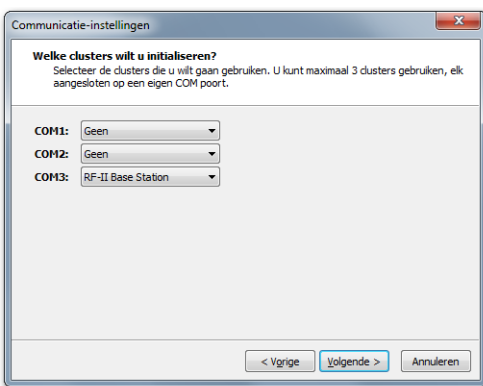 Communicatie-instellingen
Welke clusters wilt u initialiseren?
Selecteer de clusters die u wilt gaan gebruiken. U kunt maximaal 3 clusters gebruiken, elk
aangesloten op een eigen COM poort.
COM1: Geen
COM2: Geen
COM3: RF-II Base Station
< Vorige Volgende > Annuleren